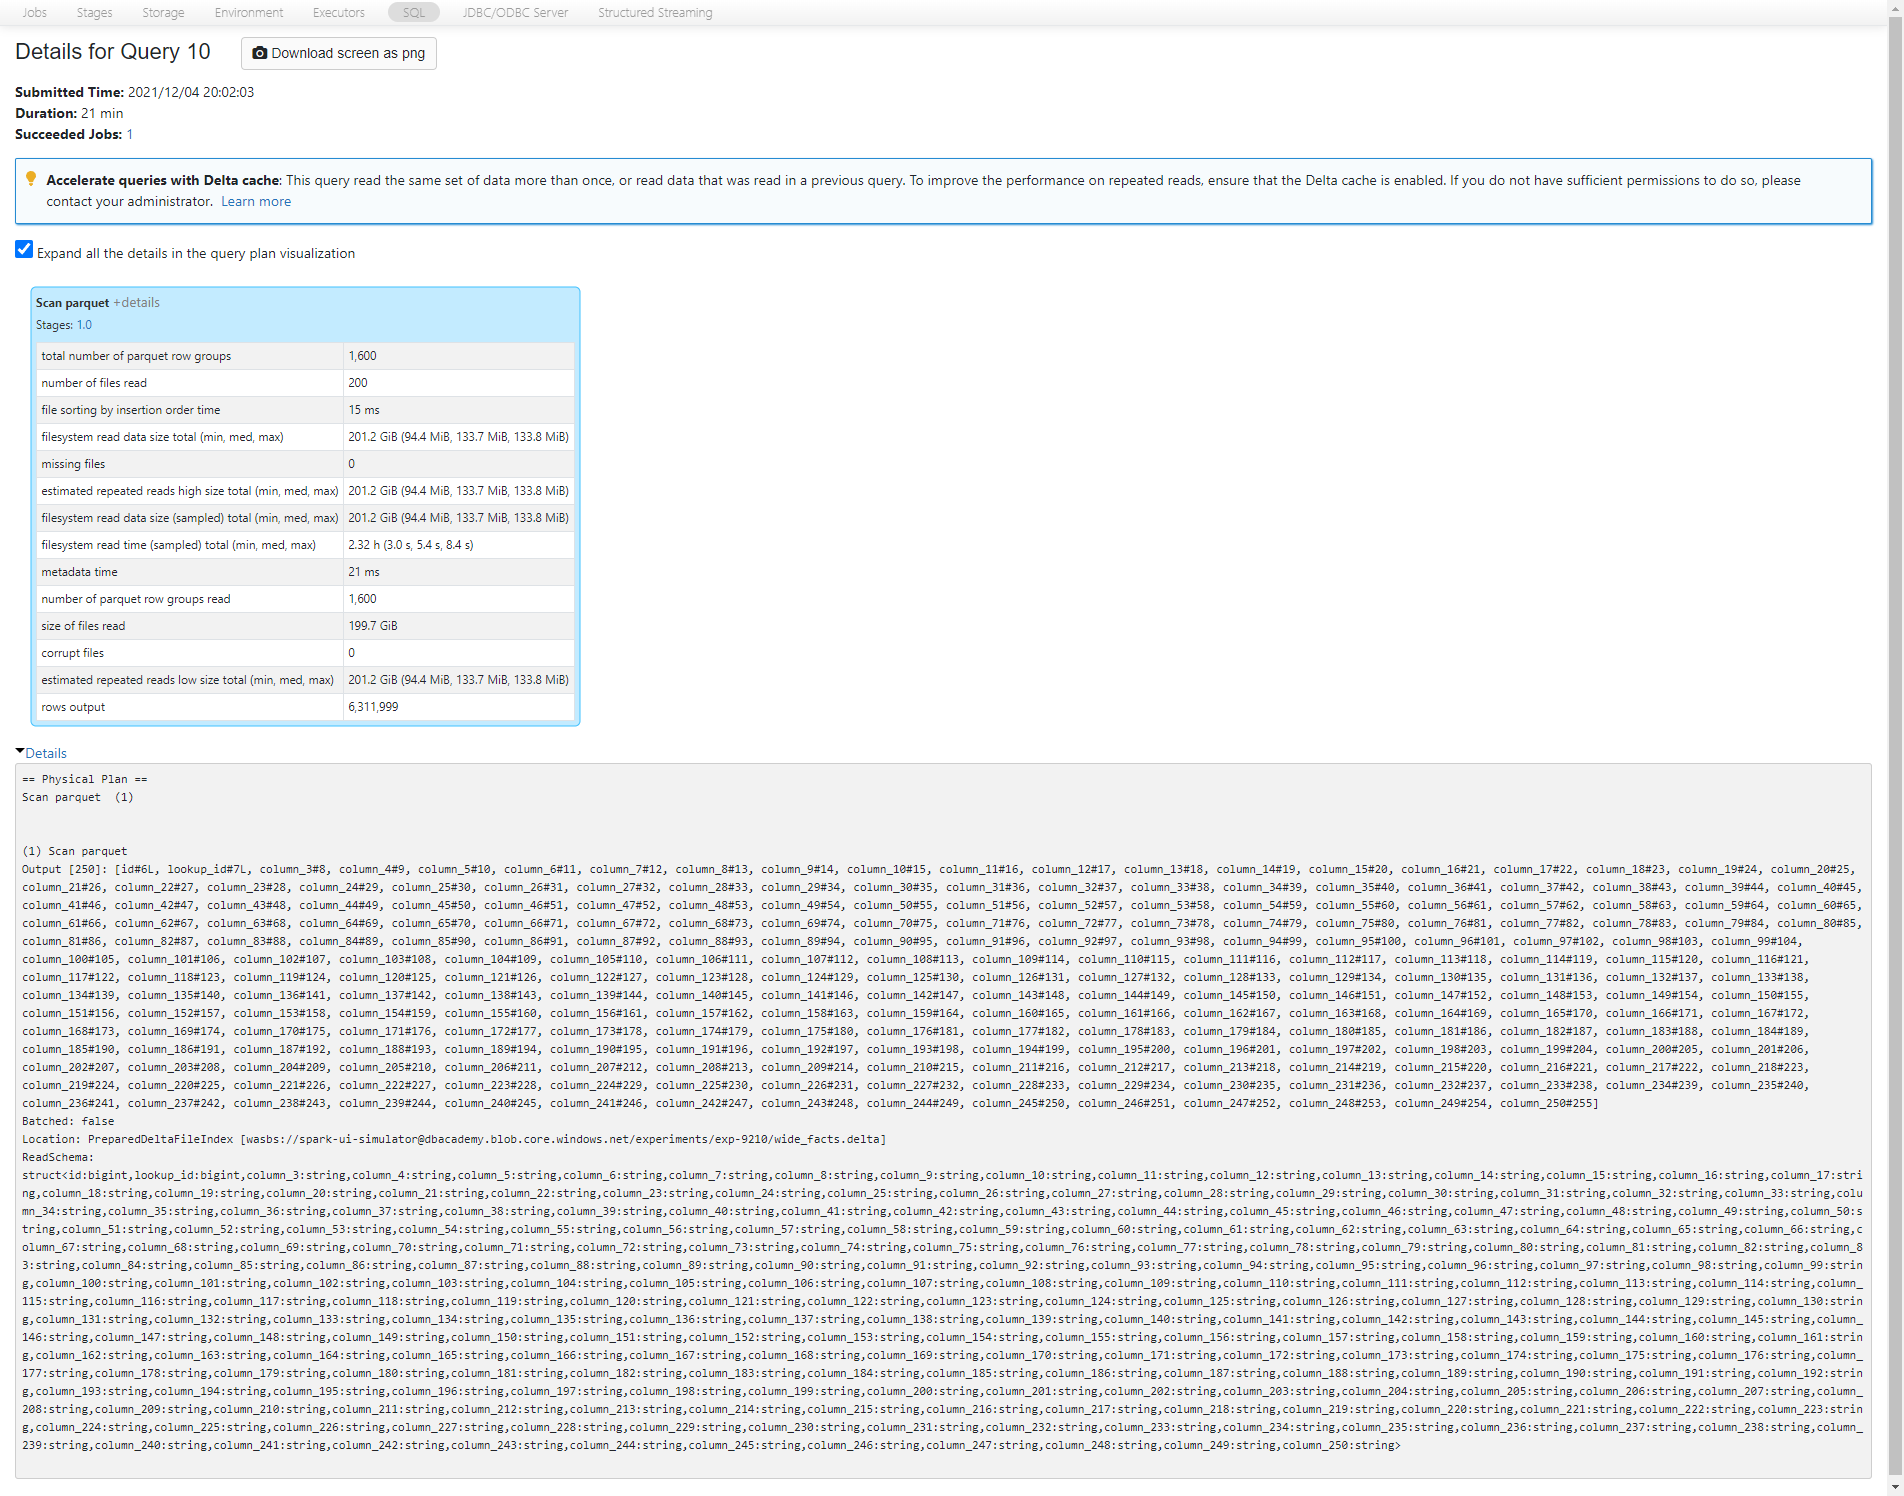 Jobs Stages Storage Environment Executors SQL JDBC/ODBC Server Structured Streaming
Details for Query 10 Download screen as png
Submitted Time: 2021/12/04 20:02:03
Duration: 21 min
Succeeded Jobs: 1
Accelerate queries with Delta cache: This query read the same set of data more than once, or read data that was read in a previous query. To improve the performance on repeated reads, ensure that the Delta cache is enabled. If you do not have sufficient permissions to do so, please
contact your administrator. Learn more
Expand all the details in the query plan visualization
Scan parquet +details
Stages: 1.0
total number of parquet row groups 1,600
number of files read 200
file sorting by insertion order time 15 ms
filesystem read data size total (min, med, max) 201.2 GiB (94.4 MiB, 133.7 MiB, 133.8 MiB)
missing files 0
estimated repeated reads high size total (min, med, max) 201.2 GiB (94.4 MiB, 133.7 MiB, 133.8 MiB)
filesystem read data size (sampled) total (min, med, max) 201.2 GiB (94.4 MiB, 133.7 MiB, 133.8 MiB)
filesystem read time (sampled) total (min, med, max) 2.32 h (3.0 s, 5.4 s, 8.4 s)
metadata time 21 ms
number of parquet row groups read 1,600
size of files read 199.7 GiB
corrupt files 0
estimated repeated reads low size total (min, med, max) 201.2 GiB (94.4 MiB, 133.7 MiB, 133.8 MiB)
rows output 6,311,999
Details
== Physical Plan ==
Scan parquet  (1)
(1) Scan parquet
Output [250]: [id#6L, lookup_id#7L, column_3#8, column_4#9, column_5#10, column_6#11, column_7#12, column_8#13, column_9#14, column_10#15, column_11#16, column_12#17, column_13#18, column_14#19, column_15#20, column_16#21, column_17#22, column_18#23, column_19#24, column_20#25,
column_21#26, column_22#27, column_23#28, column_24#29, column_25#30, column_26#31, column_27#32, column_28#33, column_29#34, column_30#35, column_31#36, column_32#37, column_33#38, column_34#39, column_35#40, column_36#41, column_37#42, column_38#43, column_39#44, column_40#45,
column_41#46, column_42#47, column_43#48, column_44#49, column_45#50, column_46#51, column_47#52, column_48#53, column_49#54, column_50#55, column_51#56, column_52#57, column_53#58, column_54#59, column_55#60, column_56#61, column_57#62, column_58#63, column_59#64, column_60#65,
column_61#66, column_62#67, column_63#68, column_64#69, column_65#70, column_66#71, column_67#72, column_68#73, column_69#74, column_70#75, column_71#76, column_72#77, column_73#78, column_74#79, column_75#80, column_76#81, column_77#82, column_78#83, column_79#84, column_80#85,
column_81#86, column_82#87, column_83#88, column_84#89, column_85#90, column_86#91, column_87#92, column_88#93, column_89#94, column_90#95, column_91#96, column_92#97, column_93#98, column_94#99, column_95#100, column_96#101, column_97#102, column_98#103, column_99#104,
column_100#105, column_101#106, column_102#107, column_103#108, column_104#109, column_105#110, column_106#111, column_107#112, column_108#113, column_109#114, column_110#115, column_111#116, column_112#117, column_113#118, column_114#119, column_115#120, column_116#121,
column_117#122, column_118#123, column_119#124, column_120#125, column_121#126, column_122#127, column_123#128, column_124#129, column_125#130, column_126#131, column_127#132, column_128#133, column_129#134, column_130#135, column_131#136, column_132#137, column_133#138,
column_134#139, column_135#140, column_136#141, column_137#142, column_138#143, column_139#144, column_140#145, column_141#146, column_142#147, column_143#148, column_144#149, column_145#150, column_146#151, column_147#152, column_148#153, column_149#154, column_150#155,
column_151#156, column_152#157, column_153#158, column_154#159, column_155#160, column_156#161, column_157#162, column_158#163, column_159#164, column_160#165, column_161#166, column_162#167, column_163#168, column_164#169, column_165#170, column_166#171, column_167#172,
column_168#173, column_169#174, column_170#175, column_171#176, column_172#177, column_173#178, column_174#179, column_175#180, column_176#181, column_177#182, column_178#183, column_179#184, column_180#185, column_181#186, column_182#187, column_183#188, column_184#189,
column_185#190, column_186#191, column_187#192, column_188#193, column_189#194, column_190#195, column_191#196, column_192#197, column_193#198, column_194#199, column_195#200, column_196#201, column_197#202, column_198#203, column_199#204, column_200#205, column_201#206,
column_202#207, column_203#208, column_204#209, column_205#210, column_206#211, column_207#212, column_208#213, column_209#214, column_210#215, column_211#216, column_212#217, column_213#218, column_214#219, column_215#220, column_216#221, column_217#222, column_218#223,
column_219#224, column_220#225, column_221#226, column_222#227, column_223#228, column_224#229, column_225#230, column_226#231, column_227#232, column_228#233, column_229#234, column_230#235, column_231#236, column_232#237, column_233#238, column_234#239, column_235#240,
column_236#241, column_237#242, column_238#243, column_239#244, column_240#245, column_241#246, column_242#247, column_243#248, column_244#249, column_245#250, column_246#251, column_247#252, column_248#253, column_249#254, column_250#255]
Batched: false
Location: PreparedDeltaFileIndex [wasbs://spark-ui-simulator@dbacademy.blob.core.windows.net/experiments/exp-9210/wide_facts.delta]
ReadSchema:
struct<id:bigint,lookup_id:bigint,column_3:string,column_4:string,column_5:string,column_6:string,column_7:string,column_8:string,column_9:string,column_10:string,column_11:string,column_12:string,column_13:string,column_14:string,column_15:string,column_16:string,column_17:stri
ng,column_18:string,column_19:string,column_20:string,column_21:string,column_22:string,column_23:string,column_24:string,column_25:string,column_26:string,column_27:string,column_28:string,column_29:string,column_30:string,column_31:string,column_32:string,column_33:string,colu
mn_34:string,column_35:string,column_36:string,column_37:string,column_38:string,column_39:string,column_40:string,column_41:string,column_42:string,column_43:string,column_44:string,column_45:string,column_46:string,column_47:string,column_48:string,column_49:string,column_50:s
tring,column_51:string,column_52:string,column_53:string,column_54:string,column_55:string,column_56:string,column_57:string,column_58:string,column_59:string,column_60:string,column_61:string,column_62:string,column_63:string,column_64:string,column_65:string,column_66:string,c
olumn_67:string,column_68:string,column_69:string,column_70:string,column_71:string,column_72:string,column_73:string,column_74:string,column_75:string,column_76:string,column_77:string,column_78:string,column_79:string,column_80:string,column_81:string,column_82:string,column_8
3:string,column_84:string,column_85:string,column_86:string,column_87:string,column_88:string,column_89:string,column_90:string,column_91:string,column_92:string,column_93:string,column_94:string,column_95:string,column_96:string,column_97:string,column_98:string,column_99:strin
g,column_100:string,column_101:string,column_102:string,column_103:string,column_104:string,column_105:string,column_106:string,column_107:string,column_108:string,column_109:string,column_110:string,column_111:string,column_112:string,column_113:string,column_114:string,column_
115:string,column_116:string,column_117:string,column_118:string,column_119:string,column_120:string,column_121:string,column_122:string,column_123:string,column_124:string,column_125:string,column_126:string,column_127:string,column_128:string,column_129:string,column_130:strin
g,column_131:string,column_132:string,column_133:string,column_134:string,column_135:string,column_136:string,column_137:string,column_138:string,column_139:string,column_140:string,column_141:string,column_142:string,column_143:string,column_144:string,column_145:string,column_
146:string,column_147:string,column_148:string,column_149:string,column_150:string,column_151:string,column_152:string,column_153:string,column_154:string,column_155:string,column_156:string,column_157:string,column_158:string,column_159:string,column_160:string,column_161:strin
g,column_162:string,column_163:string,column_164:string,column_165:string,column_166:string,column_167:string,column_168:string,column_169:string,column_170:string,column_171:string,column_172:string,column_173:string,column_174:string,column_175:string,column_176:string,column_
177:string,column_178:string,column_179:string,column_180:string,column_181:string,column_182:string,column_183:string,column_184:string,column_185:string,column_186:string,column_187:string,column_188:string,column_189:string,column_190:string,column_191:string,column_192:strin
g,column_193:string,column_194:string,column_195:string,column_196:string,column_197:string,column_198:string,column_199:string,column_200:string,column_201:string,column_202:string,column_203:string,column_204:string,column_205:string,column_206:string,column_207:string,column_
208:string,column_209:string,column_210:string,column_211:string,column_212:string,column_213:string,column_214:string,column_215:string,column_216:string,column_217:string,column_218:string,column_219:string,column_220:string,column_221:string,column_222:string,column_223:strin
g,column_224:string,column_225:string,column_226:string,column_227:string,column_228:string,column_229:string,column_230:string,column_231:string,column_232:string,column_233:string,column_234:string,column_235:string,column_236:string,column_237:string,column_238:string,column_
239:string,column_240:string,column_241:string,column_242:string,column_243:string,column_244:string,column_245:string,column_246:string,column_247:string,column_248:string,column_249:string,column_250:string>